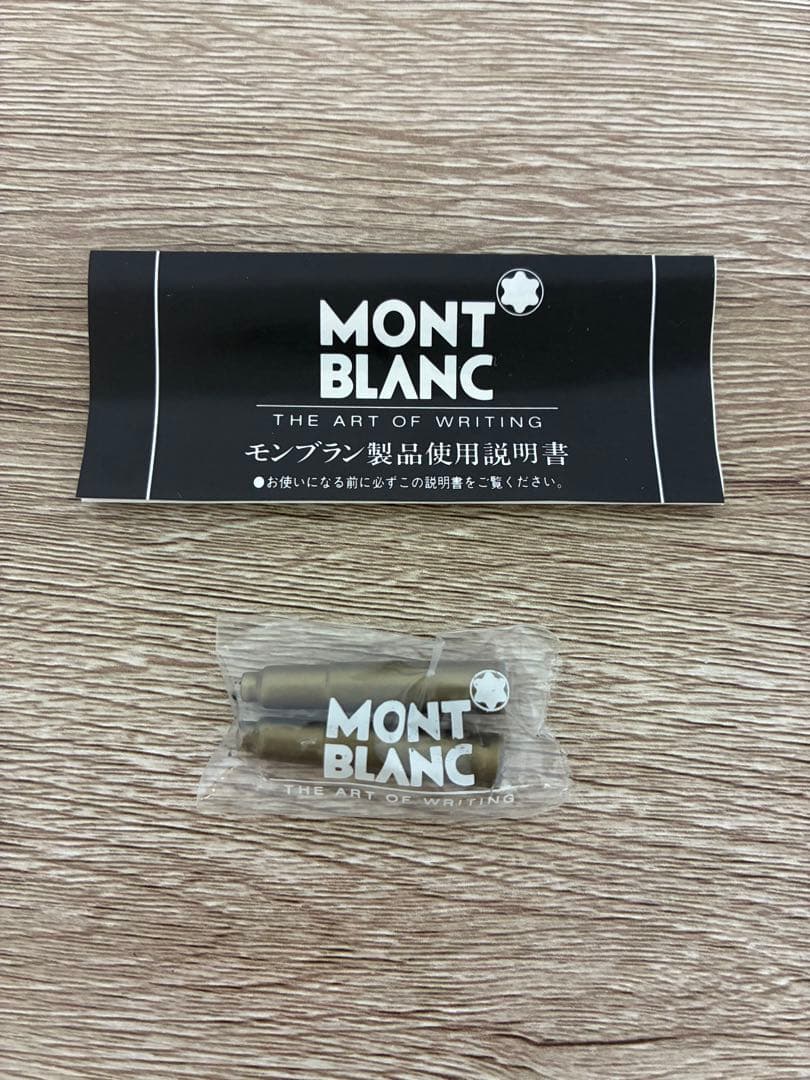 MONT
BLANC
THE ART OF WRITING
モンブラン製品使用説明書
●お使いになる前に必ずこの説明書をご覧ください。
MONT
BLANC
THE ART OF WRITING